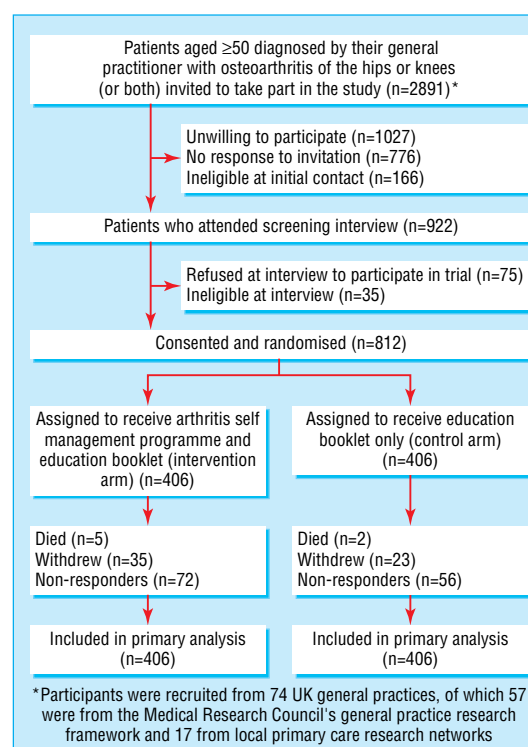 Patients aged ≥50 diagnosed by their general
practitioner with osteoarthritis of the hips or knees
(or both) invited to take part in the study (n=2891)*
Unwilling to participate (n=1027)
No response to invitation (n=776)
Ineligible at initial contact (n=166)
Patients who attended screening interview (n=922)
Refused at interview to participate in trial (n=75)
Ineligible at interview (n=35)
Consented and randomised (n=812)
Assigned to receive arthritis self
management programme and
education booklet (intervention
arm) (n=406)
Assigned to receive education
booklet only (control arm)
(n=406)
Died (n=5)
Withdrew (n=35)
Non-responders (n=72)
Died (n=2)
Withdrew (n=23)
Non-responders (n=56)
Included in primary analysis
(n=406)
Included in primary analysis
(n=406)
*Participants were recruited from 74 UK general practices, of which 57
were from the Medical Research Council's general practice research
framework and 17 from local primary care research networks